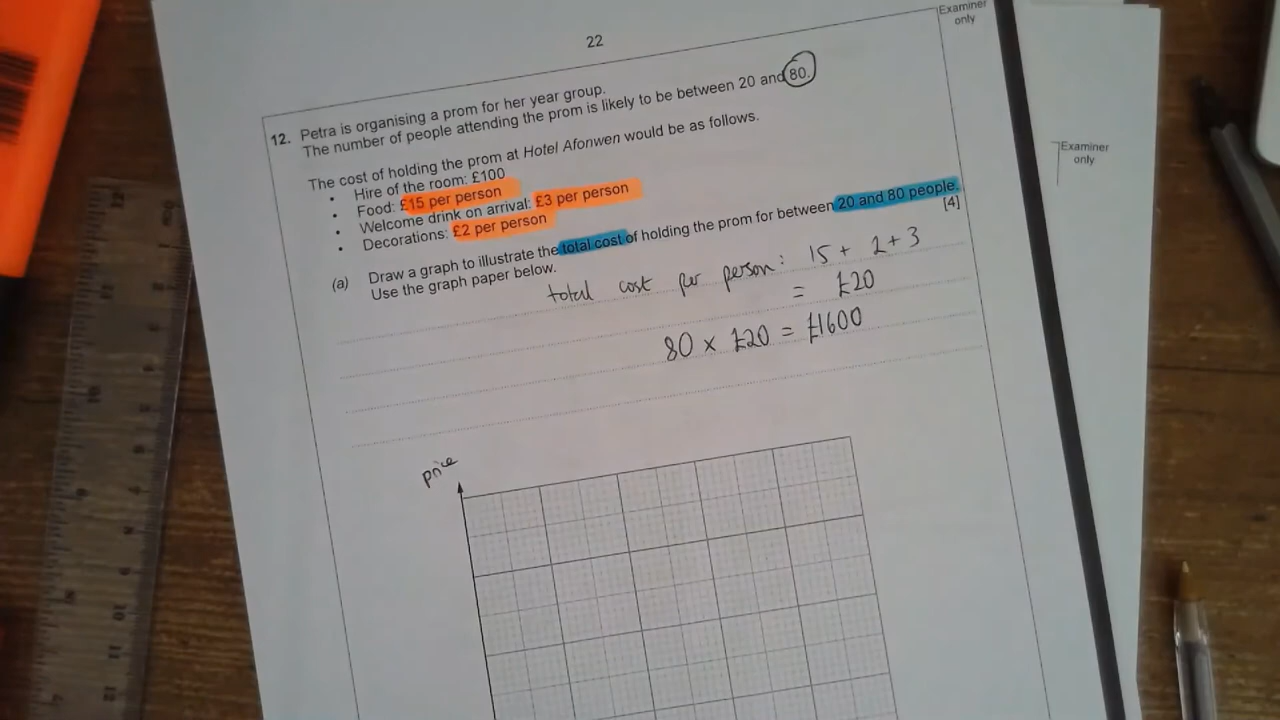 22
Examiner
only
12. Petra is organising a prom for her year group.
The number of people attending the prom is likely to be between 20 and 80.
The cost of holding the prom at Hotel Afonwen would be as follows.
• Hire of the room: £100
• Food: £15 per person
• Welcome drink on arrival: £3 per person
• Decorations: £2 per person
(a) Draw a graph to illustrate the total cost of holding the prom for between 20 and 80 people.
Use the graph paper below. [4]
total cost per person: 15 + 2 + 3
= £20
80 × £20 = £1600
price
Examiner
only